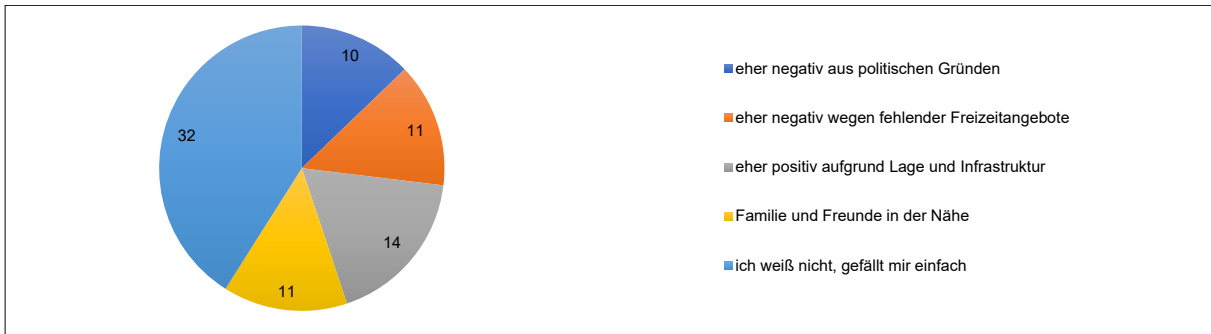 10
11
14
11
32
eher negativ aus politischen Gründen
eher negativ wegen fehlender Freizeitangebote
eher positiv aufgrund Lage und Infrastruktur
Familie und Freunde in der Nähe
ich weiß nicht, gefällt mir einfach